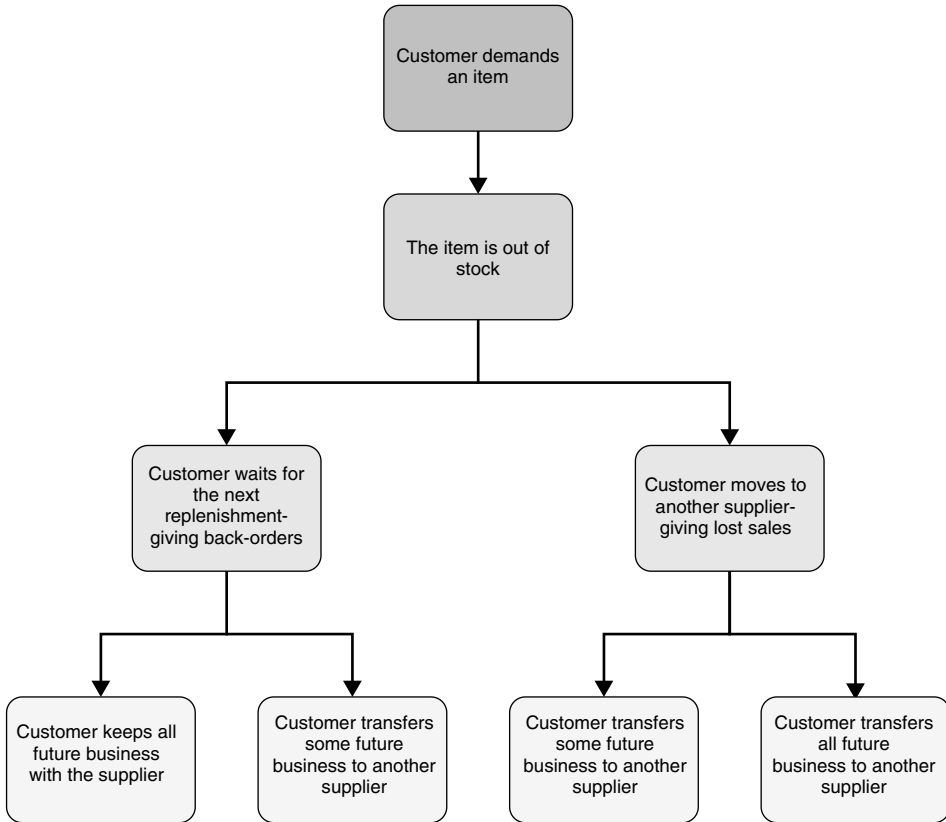 Customer demands
an item
The item is out of
stock
Customer waits for
the next
replenishment-
giving back-orders
Customer moves to
another supplier-
giving lost sales
Customer keeps all
future business
with the supplier
Customer transfers
some future
business to another
supplier
Customer transfers
some future
business to another
supplier
Customer transfers
all future
business to another
supplier